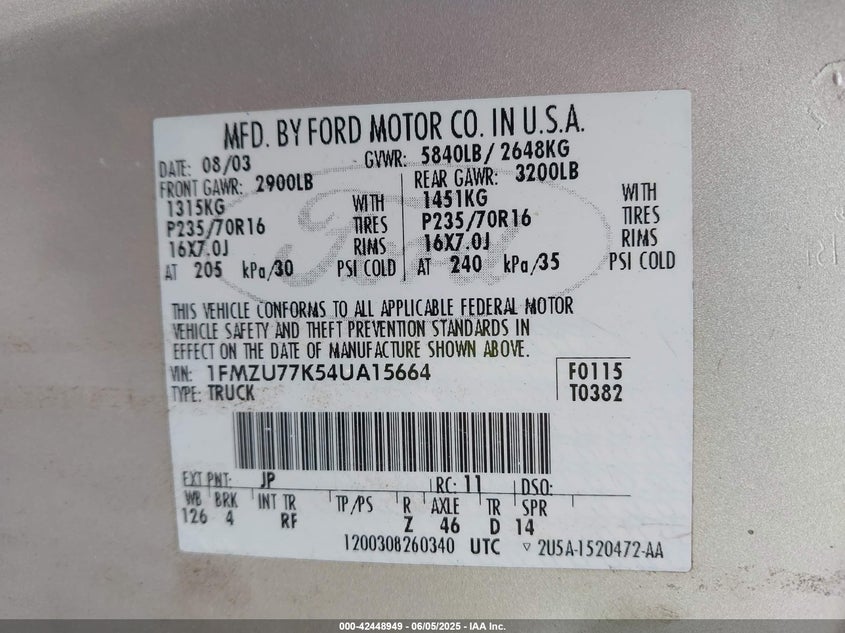 MFD. BY FORD MOTOR CO. IN U.S.A.
DATE: 08/03 GVWR: 5840LB/ 2648KG
FRONT GAWR: 2900LB REAR GAWR: 3200LB
1315KG WITH 1451KG WITH
P235/70R16 TIRES P235/70R16 TIRES
16X7.0J RIMS 16X7.0J RIMS
AT 205 kPa/30 PSI COLD AT 240 kPa/35 PSI COLD
Ford
THIS VEHICLE CONFORMS TO ALL APPLICABLE FEDERAL MOTOR
VEHICLE SAFETY AND THEFT PREVENTION STANDARDS IN
EFFECT ON THE DATE OF MANUFACTURE SHOWN ABOVE.
VIN: 1FMZU77K54UA15664 F0115
TYPE: TRUCK T0382
EXT PNT: JP RC: 11 DSO:
WB BRK INT TR TP/PS R AXLE TR SPR
126 4 RF Z 46 D 14
1200308260340 UTC ▽ 2U5A-1520472-AA
000-42448949 - 06/05/2025 - IAA Inc.